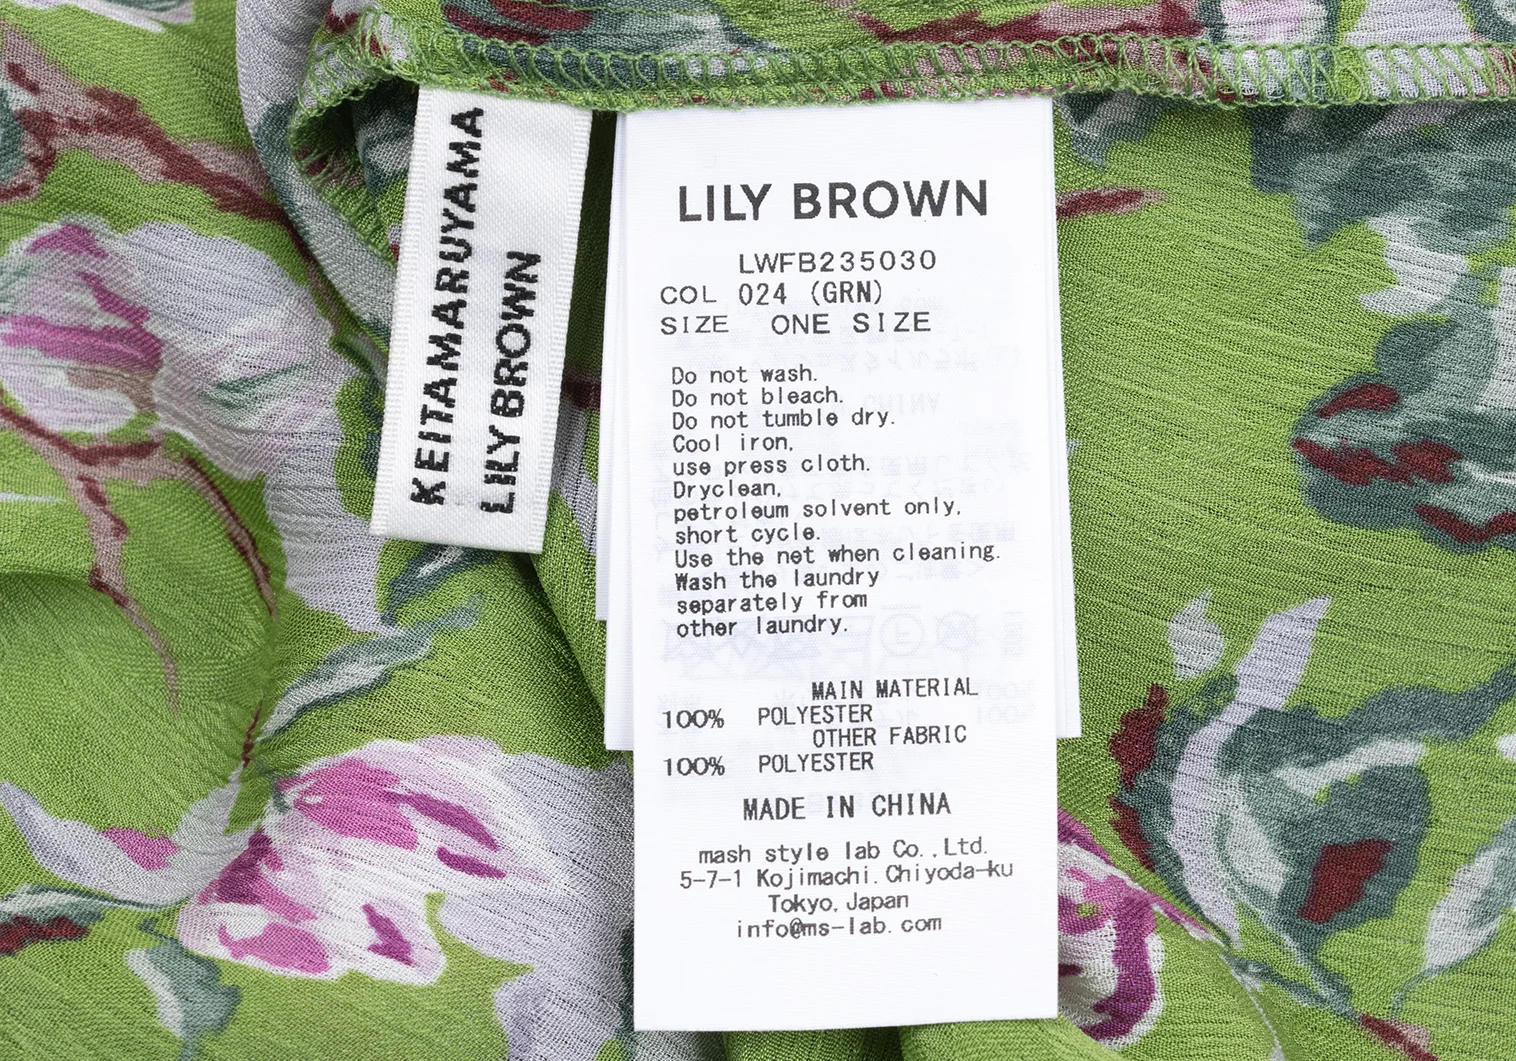 KEITAMARUYAMA
LILY BROWN
LILY BROWN
LWFB235030
COL 024 (GRN)
SIZE ONE SIZE
Do not wash.
Do not bleach.
Do not tumble dry.
Cool iron,
use press cloth.
Dryclean,
petroleum solvent only,
short cycle.
Use the net when cleaning.
Wash the laundry
separately from
other laundry.
MAIN MATERIAL
100% POLYESTER
OTHER FABRIC
100% POLYESTER
MADE IN CHINA
mash style lab Co.,Ltd.
5-7-1 Kojimachi.Chiyoda-ku
Tokyo,Japan
info@ms-lab.com